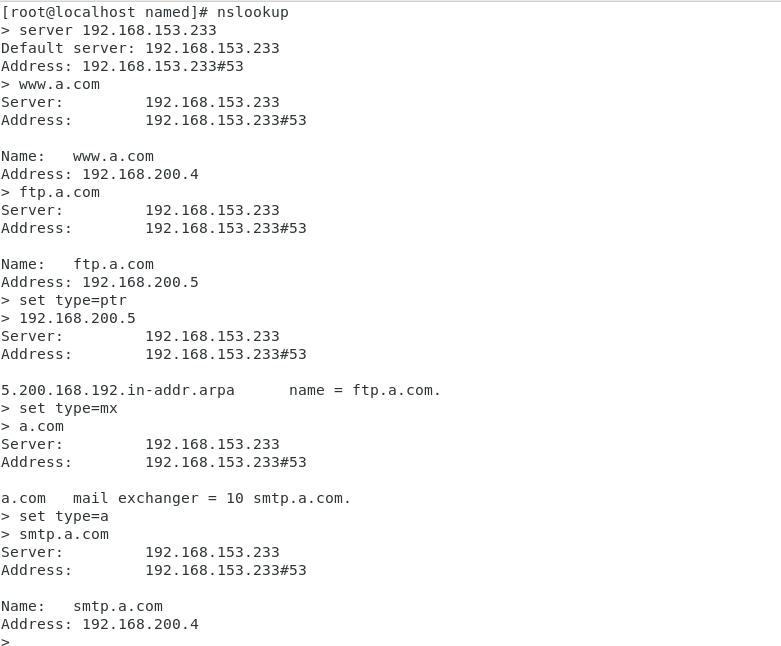 [root@localhost named]# nslookup
> server 192.168.153.233
Default server: 192.168.153.233
Address: 192.168.153.233#53
> www.a.com
Server:         192.168.153.233
Address:        192.168.153.233#53

Name:   www.a.com
Address: 192.168.200.4
> ftp.a.com
Server:         192.168.153.233
Address:        192.168.153.233#53

Name:   ftp.a.com
Address: 192.168.200.5
> set type=ptr
> 192.168.200.5
Server:         192.168.153.233
Address:        192.168.153.233#53

5.200.168.192.in-addr.arpa      name = ftp.a.com.
> set type=mx
> a.com
Server:         192.168.153.233
Address:        192.168.153.233#53

a.com   mail exchanger = 10 smtp.a.com.
> set type=a
> smtp.a.com
Server:         192.168.153.233
Address:        192.168.153.233#53

Name:   smtp.a.com
Address: 192.168.200.4
>